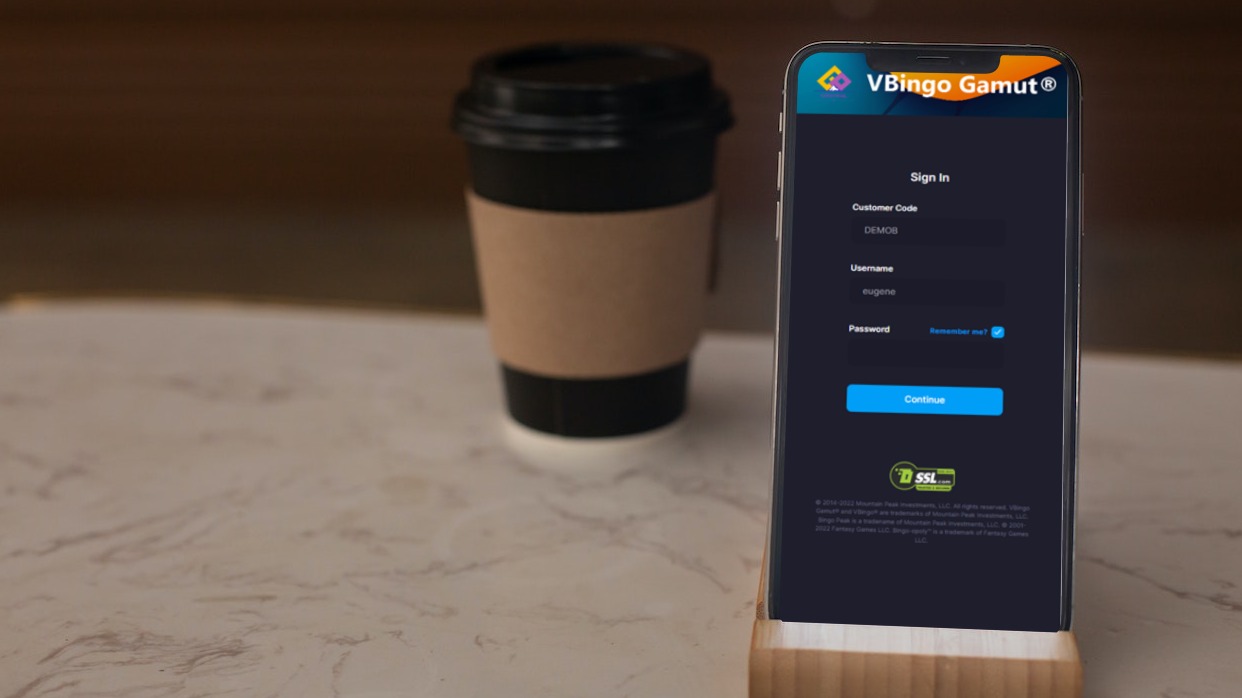 VBingo Gamut®
Sign In
Customer Code
DEMOB
Username
eugene
Password Remember me?
Continue
SSL.com
© 2014-2022 Mountain Peak Investments, LLC. All rights reserved. VBingo
Gamut® and VBingo® are trademarks of Mountain Peak Investments, LLC.
Bingo Peak is a tradename of Mountain Peak Investments, LLC. © 2001-
2022 Fantasy Games LLC. Bingo-opoly™ is a trademark of Fantasy Games
LLC.